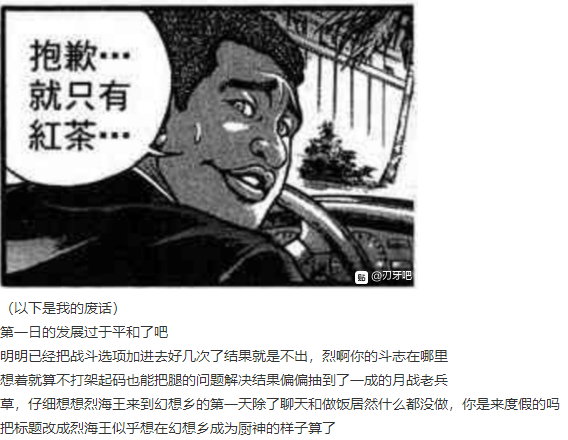 抱歉…
就只有
紅茶…
貼 @刃牙吧
（以下是我的废话）
第一日的发展过于平和了吧
明明已经把战斗选项加进去好几次了结果就是不出，烈啊你的斗志在哪里
想着就算不打架起码也能把腿的问题解决结果偏偏抽到了一成的月战老兵
草，仔细想想烈海王来到幻想乡的第一天除了聊天和做饭居然什么都没做，你是来度假的吗
把标题改成烈海王似乎想在幻想乡成为厨神的样子算了